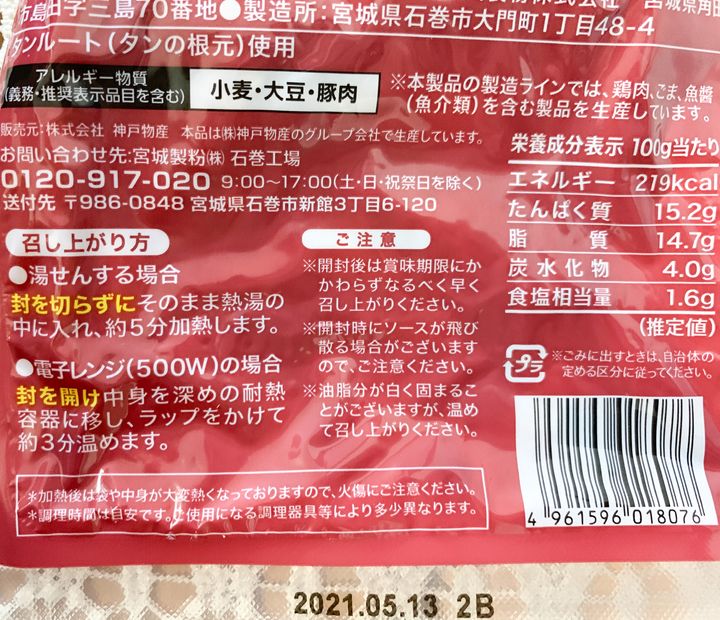 市島田字三島70番地●製造所:宮城県石巻市大門町1丁目48-4
タンルート(タンの根元)使用
アレルギー物質
(義務・推奨表示品目を含む)
小麦・大豆・豚肉
※本製品の製造ラインでは、鶏肉、ごま、魚醤
(魚介類)を含む製品を生産しています。
販売元:株式会社 神戸物産 本品は㈱神戸物産のグループ会社で生産しています。
お問い合わせ先:宮城製粉㈱ 石巻工場
0120-917-020 9:00〜17:00(土・日・祝祭日を除く)
送付先 〒986-0848 宮城県石巻市新館3丁目6-120
召し上がり方
●湯せんする場合
封を切らずにそのまま熱湯の
中に入れ、約5分加熱します。
●電子レンジ(500W)の場合
封を開け中身を深めの耐熱
容器に移し、ラップをかけて
約3分温めます。
ご注意
※開封後は賞味期限にか
かわらずなるべく早く
召し上がりください。
※開封時にソースが飛び
散る場合がございます
ので、ご注意ください。
※油脂分が白く固まるこ
とがございますが、温め
て召し上がりください。
栄養成分表示 100g当たり
エネルギー 219kcal
たんぱく質 15.2g
脂質 14.7g
炭水化物 4.0g
食塩相当量 1.6g
(推定値)
プラ
※ごみに出すときは、自治体の
定める区分に従ってください。
*加熱後は袋や中身が大変熱くなっておりますので、火傷にご注意ください。
*調理時間は目安です。ご使用になる調理器具等により多少異なります。
4 961596 018076
2021.05.13 2B